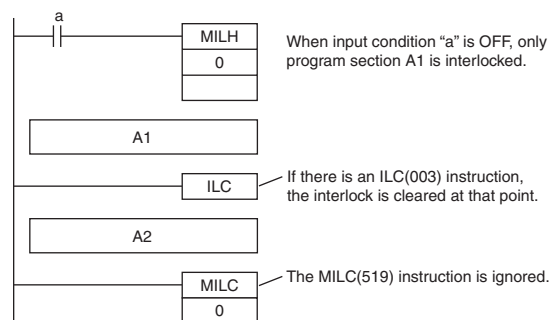 a
MILH
0
When input condition “a” is OFF, only
program section A1 is interlocked.
A1
ILC
If there is an ILC(003) instruction,
the interlock is cleared at that point.
A2
MILC
0
The MILC(519) instruction is ignored.